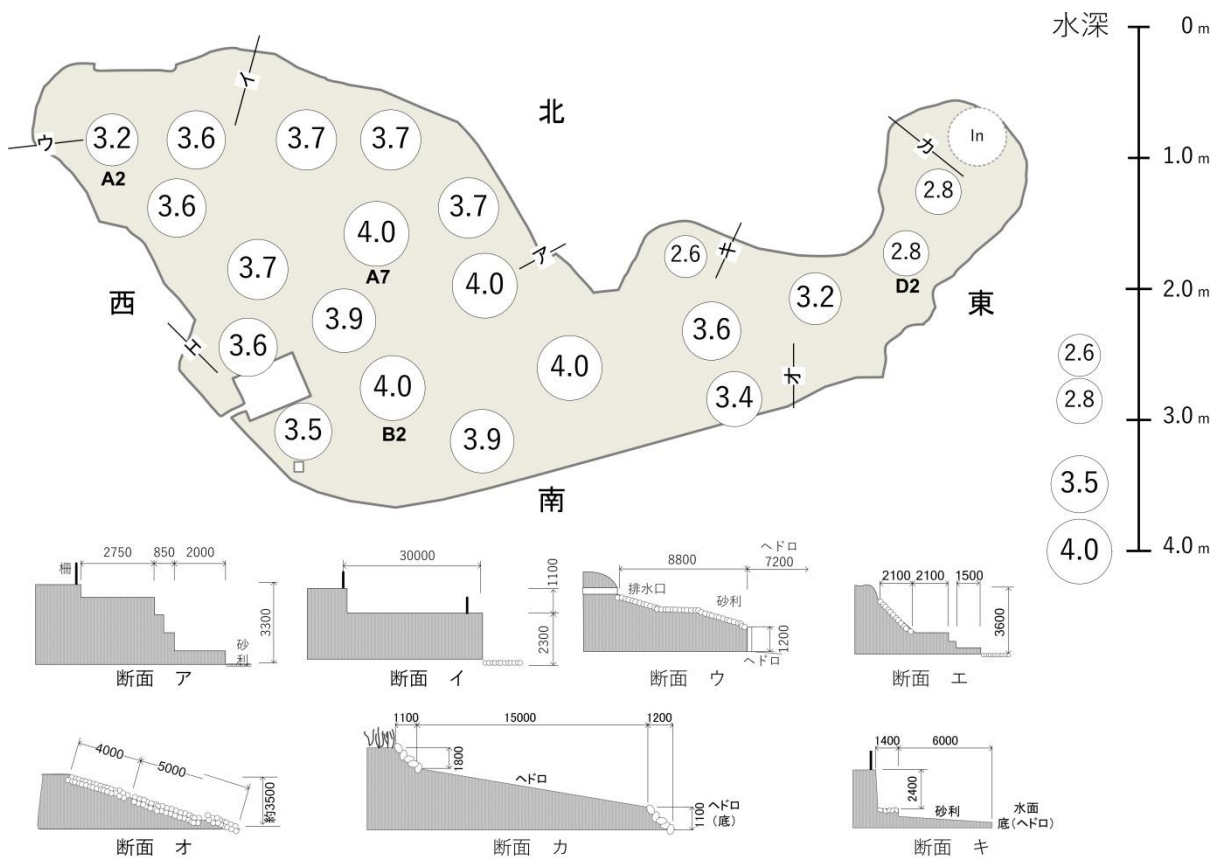 水深
0 m
1.0 m
2.0 m
3.0 m
4.0 m
2.6
2.8
3.5
4.0
北
西
南
東
イ
ウ
3.2
A2
3.6
3.7
3.7
3.6
4.0
A7
3.7
3.7
4.0
ア
3.9
エ
3.6
4.0
B2
3.5
3.9
4.0
2.6
キ
3.6
3.2
オ
3.4
カ
In
2.8
2.8
D2
柵
2750
850
2000
3300
砂利
断面 ア
30000
1100
2300
断面 イ
ヘドロ
8800
7200
排水口
砂利
1200
ヘドロ
断面 ウ
2100
2100
1500
3600
断面 エ
4000
5000
約3500
断面 オ
1100
15000
1200
1800
ヘドロ
1100
ヘドロ
(底)
断面 カ
1400
6000
2400
砂利
水面
底(ヘドロ)
断面 キ